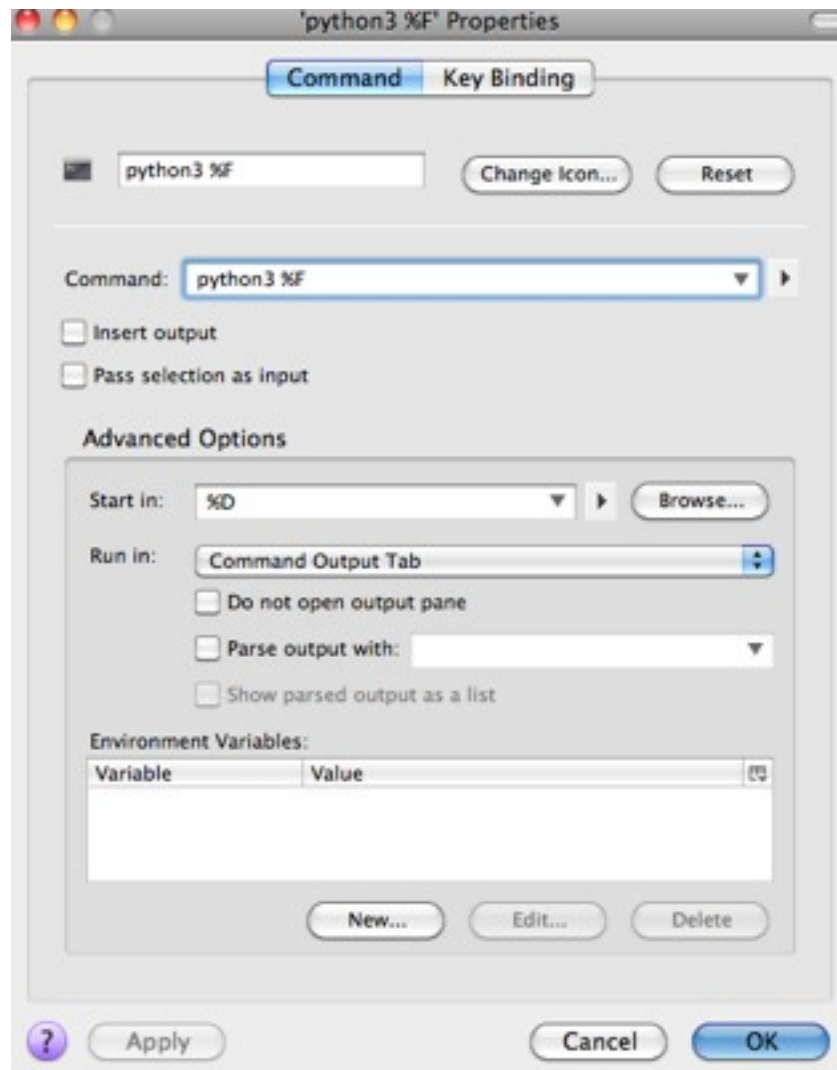 'python3 %F' Properties
Command Key Binding
python3 %F Change Icon... Reset
Command: python3 %F
Insert output
Pass selection as input
Advanced Options
Start in: %D Browse...
Run in: Command Output Tab
Do not open output pane
Parse output with:
Show parsed output as a list
Environment Variables:
Variable Value
New... Edit... Delete
? Apply Cancel OK